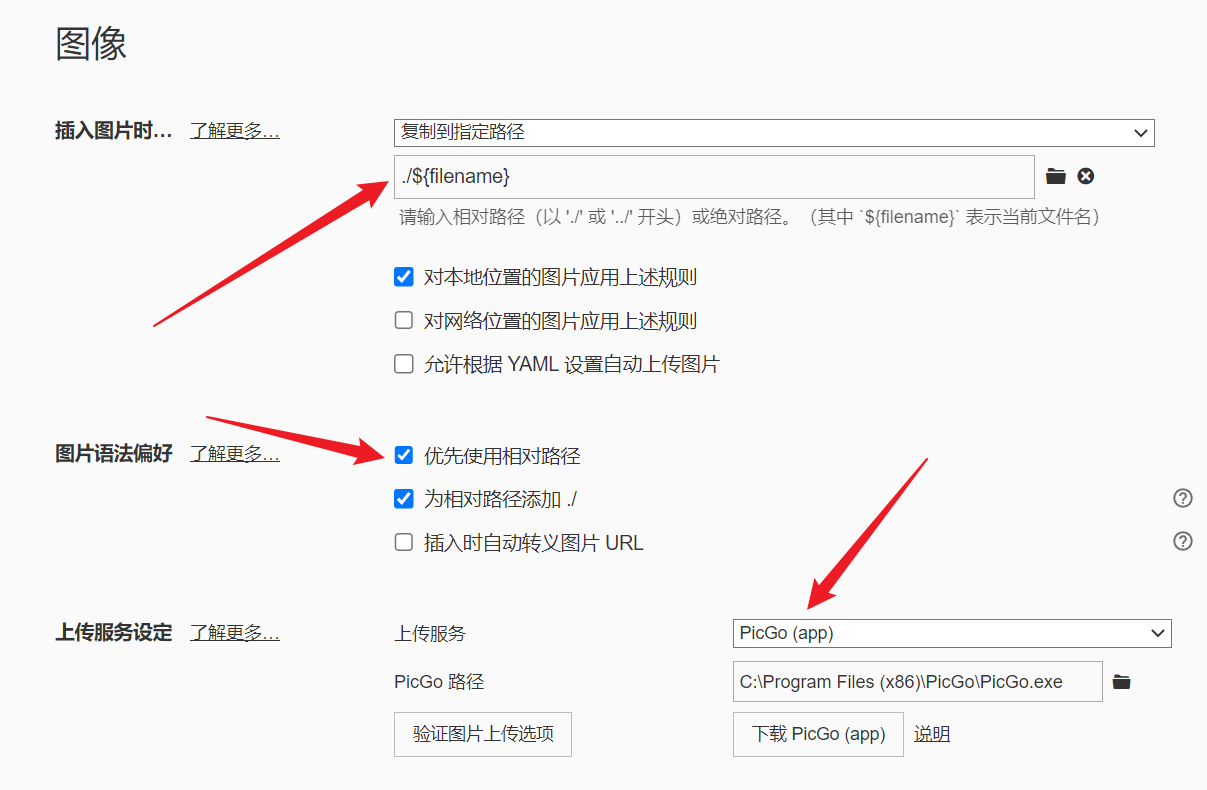 图像
插入图片时... 了解更多... 复制到指定路径
./${filename}
请输入相对路径（以 './' 或 '../' 开头）或绝对路径。（其中 `${filename}` 表示当前文件名）
对本地位置的图片应用上述规则
对网络位置的图片应用上述规则
允许根据 YAML 设置自动上传图片
图片语法偏好 了解更多... 优先使用相对路径
为相对路径添加 ./
插入时自动转义图片 URL
上传服务设定 了解更多... 上传服务 PicGo (app)
PicGo 路径 C:\Program Files (x86)\PicGo\PicGo.exe
验证图片上传选项 下载 PicGo (app) 说明